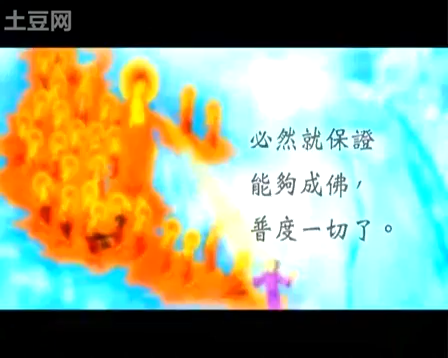 土豆网
必然就保證
能夠成佛，
普度一切了。